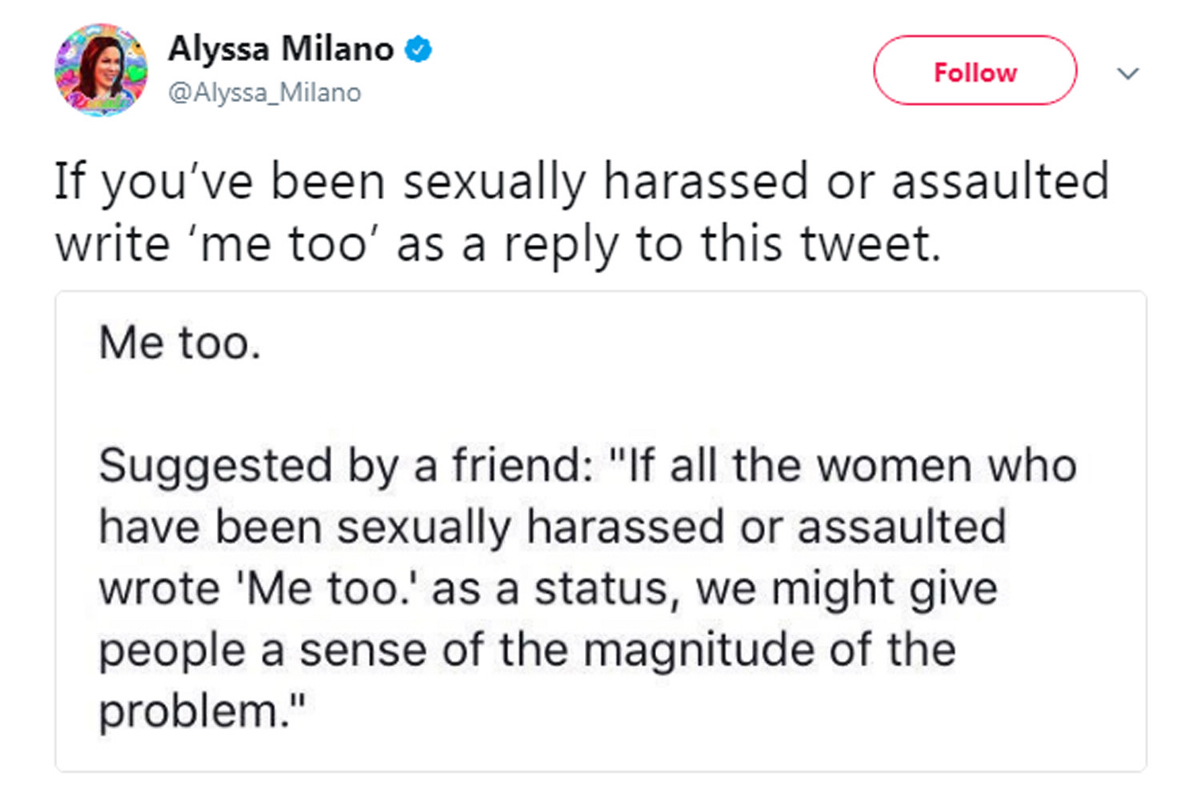 Alyssa Milano
@Alyssa_Milano
Follow
If you’ve been sexually harassed or assaulted
write ‘me too’ as a reply to this tweet.
Me too.
Suggested by a friend: "If all the women who
have been sexually harassed or assaulted
wrote 'Me too.' as a status, we might give
people a sense of the magnitude of the
problem."